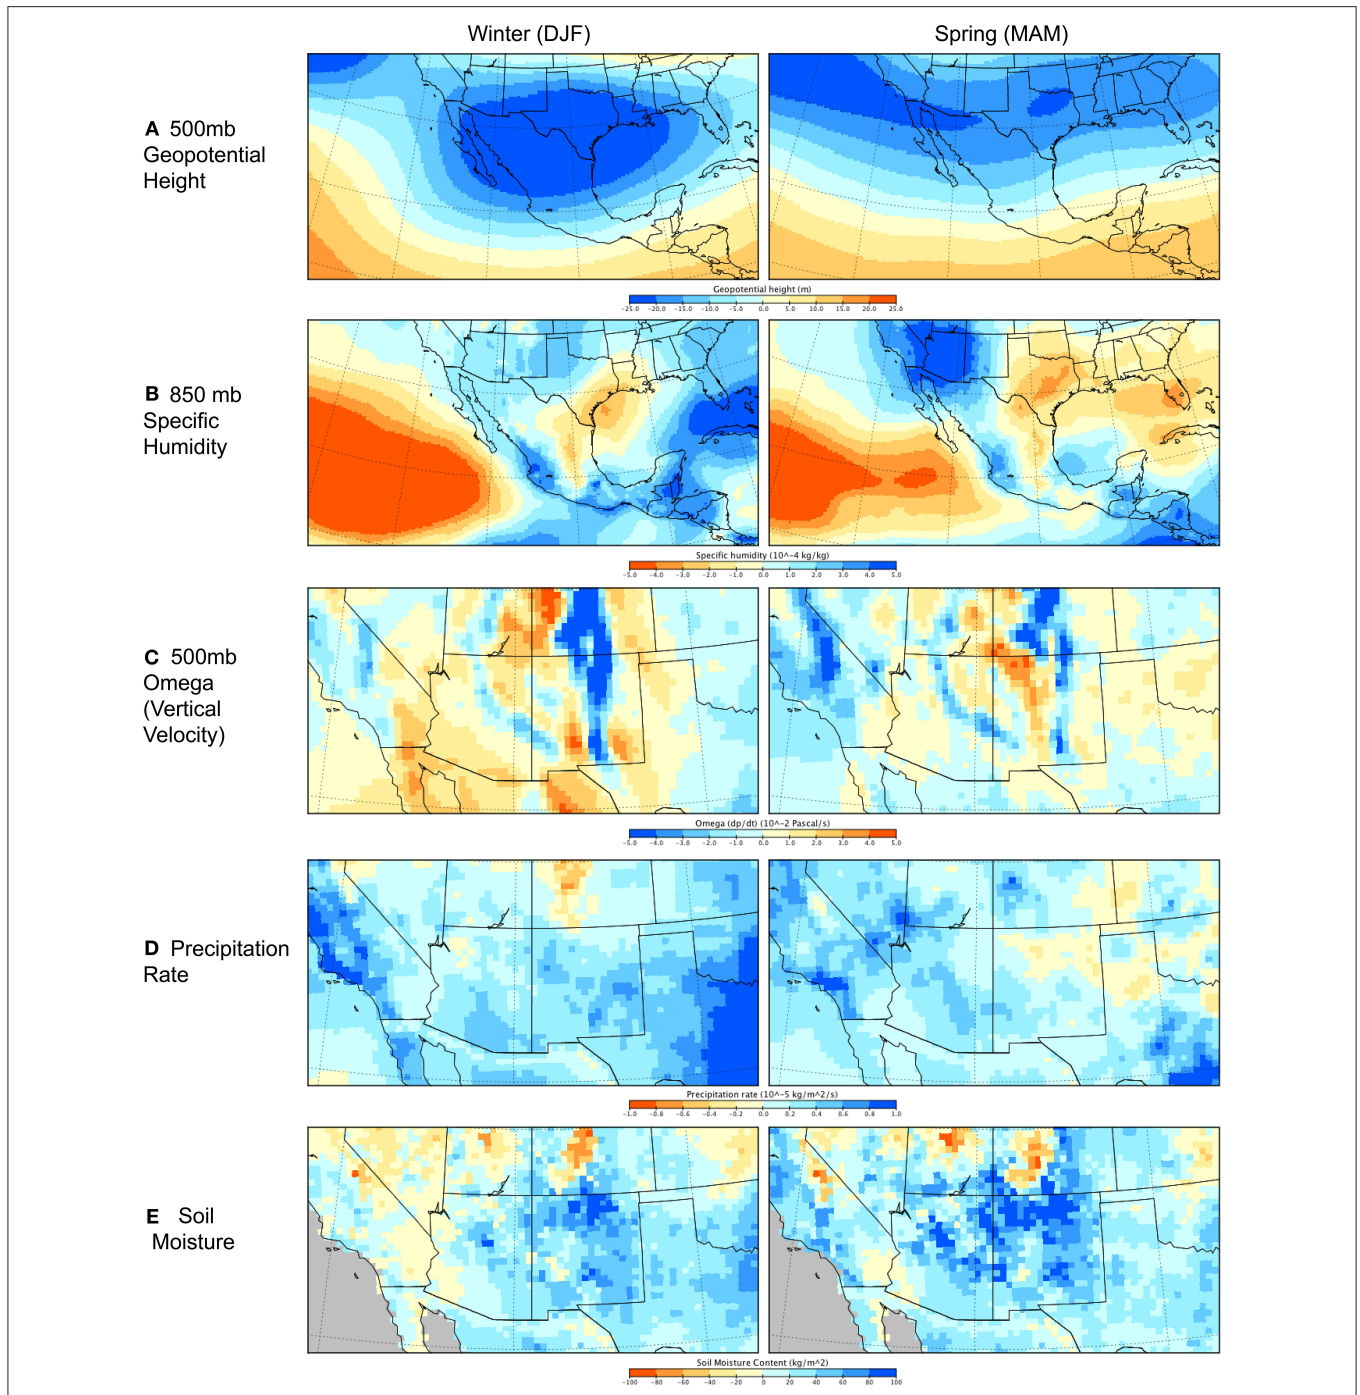 Winter (DJF)
Spring (MAM)
A 500mb
Geopotential
Height
Geopotential height (m)
-25.0 -20.0 -15.0 -10.0 -5.0 0.0 5.0 10.0 15.0 20.0 25.0
B 850 mb
Specific
Humidity
Specific humidity (10^-4 kg/kg)
-5.0 -4.0 -3.0 -2.0 -1.0 0.0 1.0 2.0 3.0 4.0 5.0
C 500mb
Omega
(Vertical
Velocity)
Omega (dp/dt) (10^-2 Pascal/s)
-5.0 -4.0 -3.0 -2.0 -1.0 0.0 1.0 2.0 3.0 4.0 5.0
D Precipitation
Rate
Precipitation rate (10^-5 kg/m^2/s)
-1.0 -0.8 -0.6 -0.4 -0.2 0.0 0.2 0.4 0.6 0.8 1.0
E Soil
Moisture
Soil Moisture Content (kg/m^2)
-100 -80 -60 -40 -20 0 20 40 60 80 100